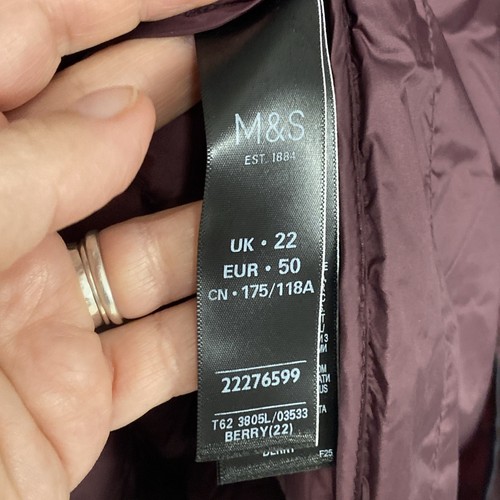 M&S
EST. 1884
UK • 22
EUR • 50
CN • 175/118A
22276599
T62 3805L/03533
BERRY(22)